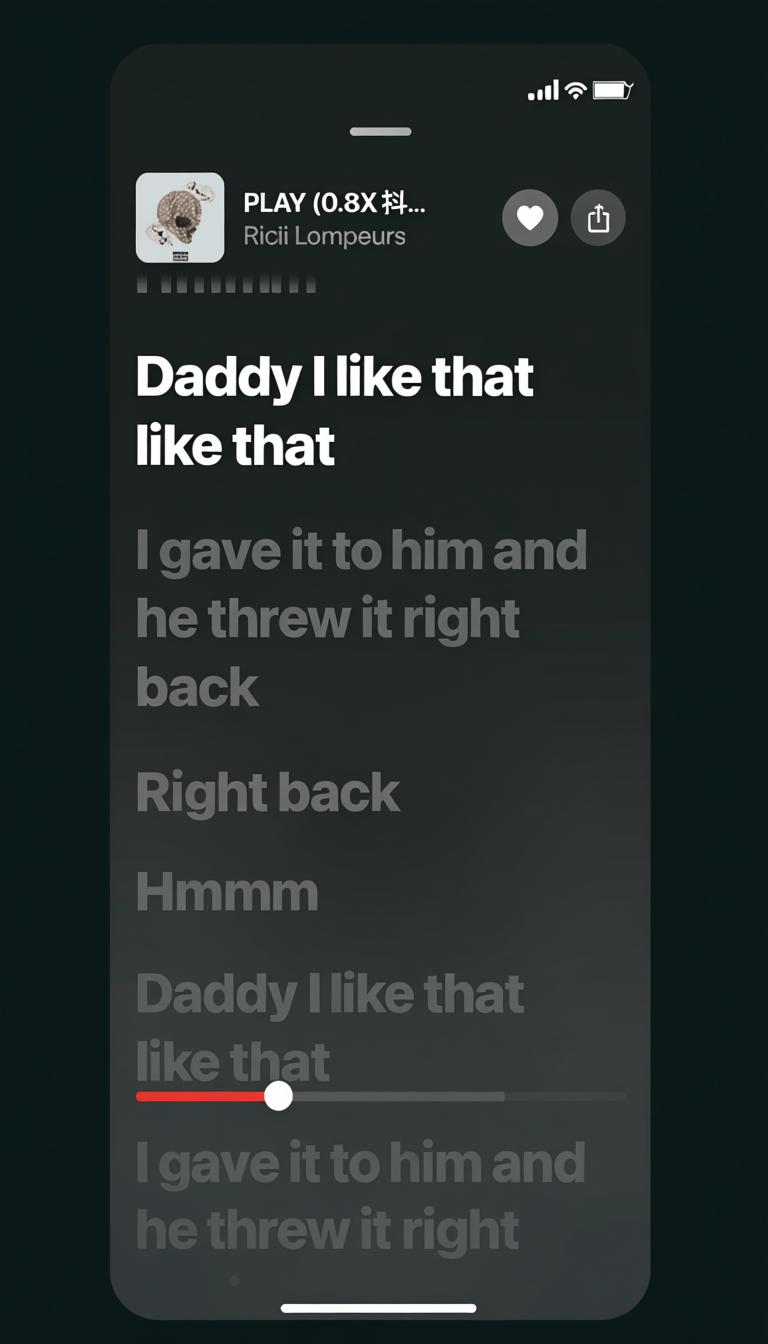 PLAY (0.8X 抖...
Ricii Lompeurs
Daddy I like that
like that
I gave it to him and
he threw it right
back
Right back
Hmmm
Daddy I like that
like that
I gave it to him and
he threw it right